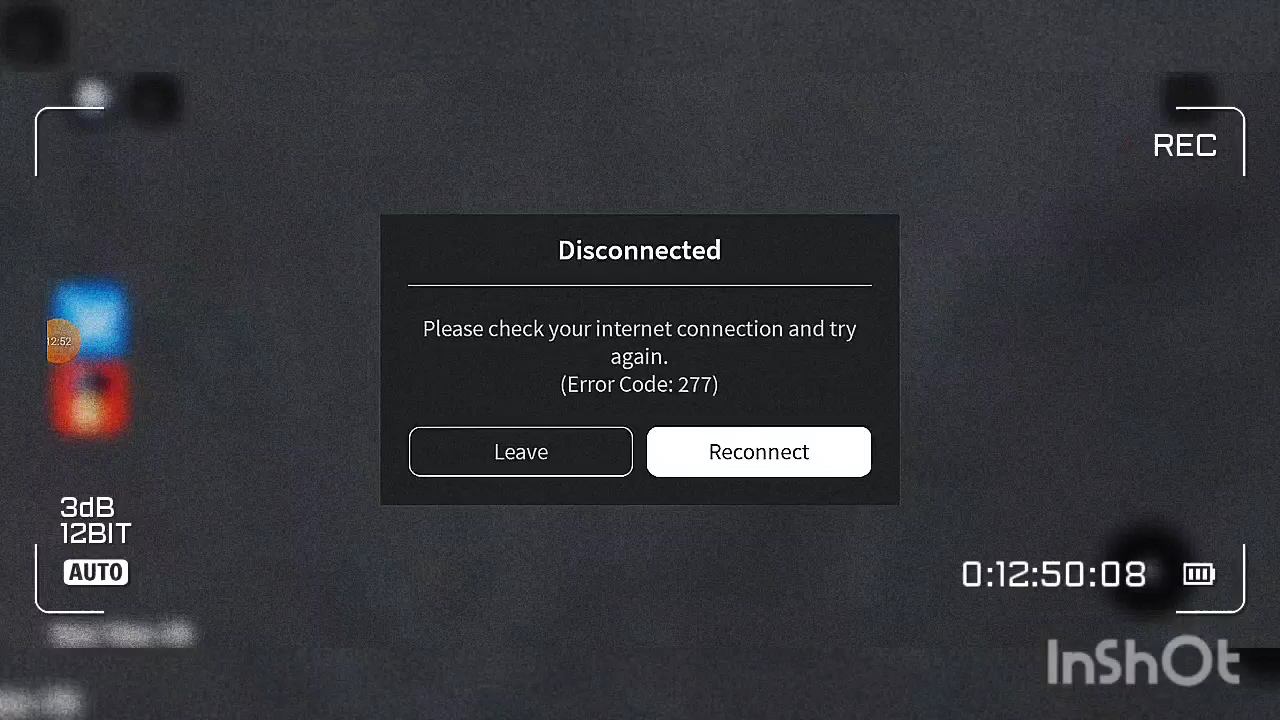 REC
Disconnected
Please check your internet connection and try
again.
(Error Code: 277)
Leave
Reconnect
12:52
3dB
12BIT
AUTO
0:12:50:08
InShOt